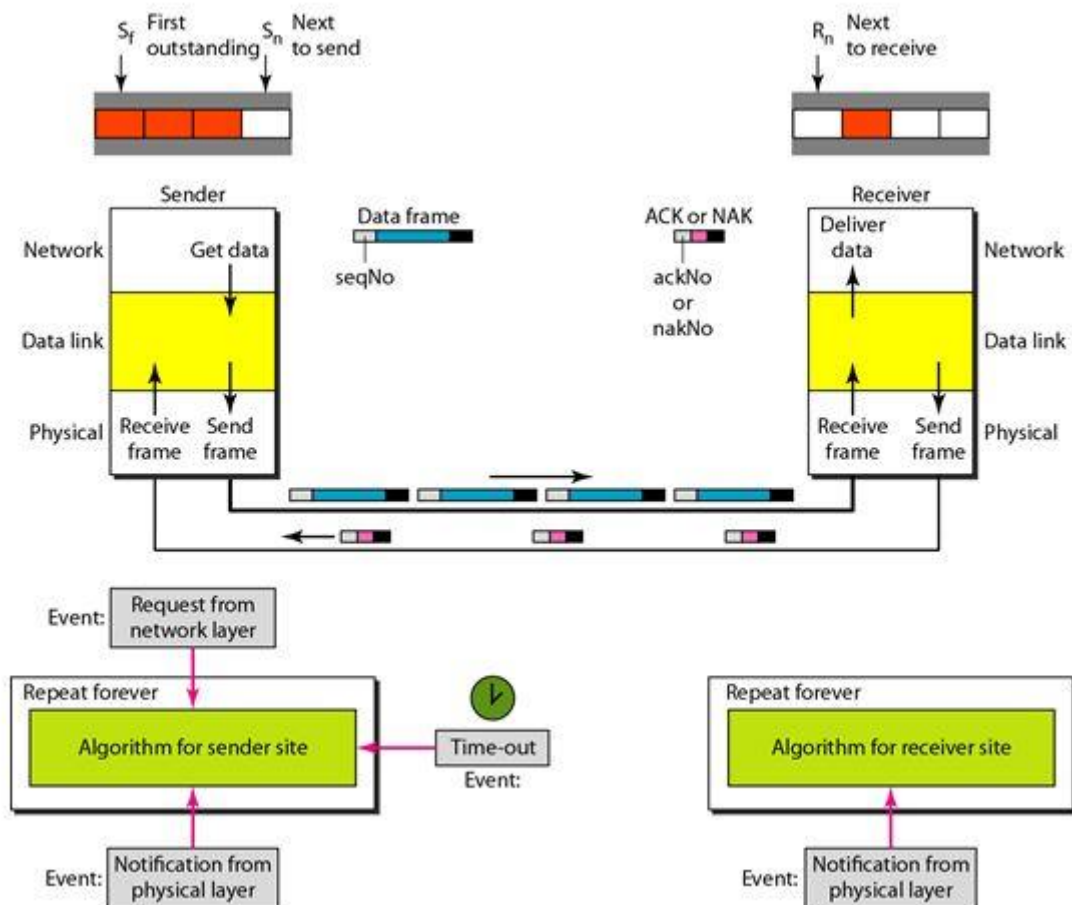 Sf First
outstanding
Sn Next
to send
Rn Next
to receive
Sender
Receiver
Data frame
ACK or NAK
seqNo
ackNo
or
nakNo
Network
Get data
Deliver
data
Network
Data link
Data link
Physical
Receive
frame
Send
frame
Receive
frame
Send
frame
Physical
Event:
Request from
network layer
Repeat forever
Algorithm for sender site
Time-out
Event:
Event:
Notification from
physical layer
Repeat forever
Algorithm for receiver site
Event:
Notification from
physical layer